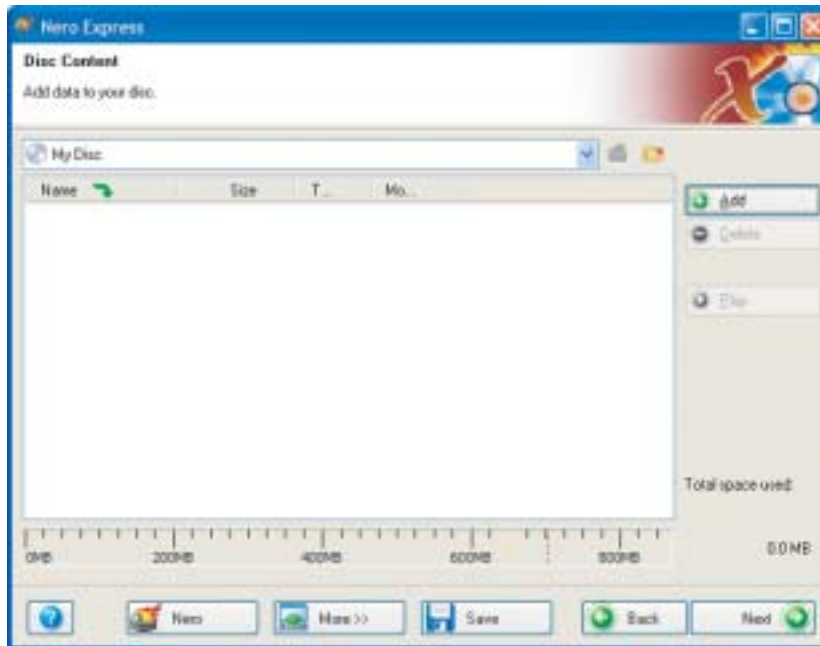 Nero Express
Disc Content
Add data to your disc.
My Disc
Name Size T... Mo...
Add
Delete
Play
Total space used:
0MB 200MB 400MB 600MB 800MB 0.0 MB
Nero More >> Save Back Next